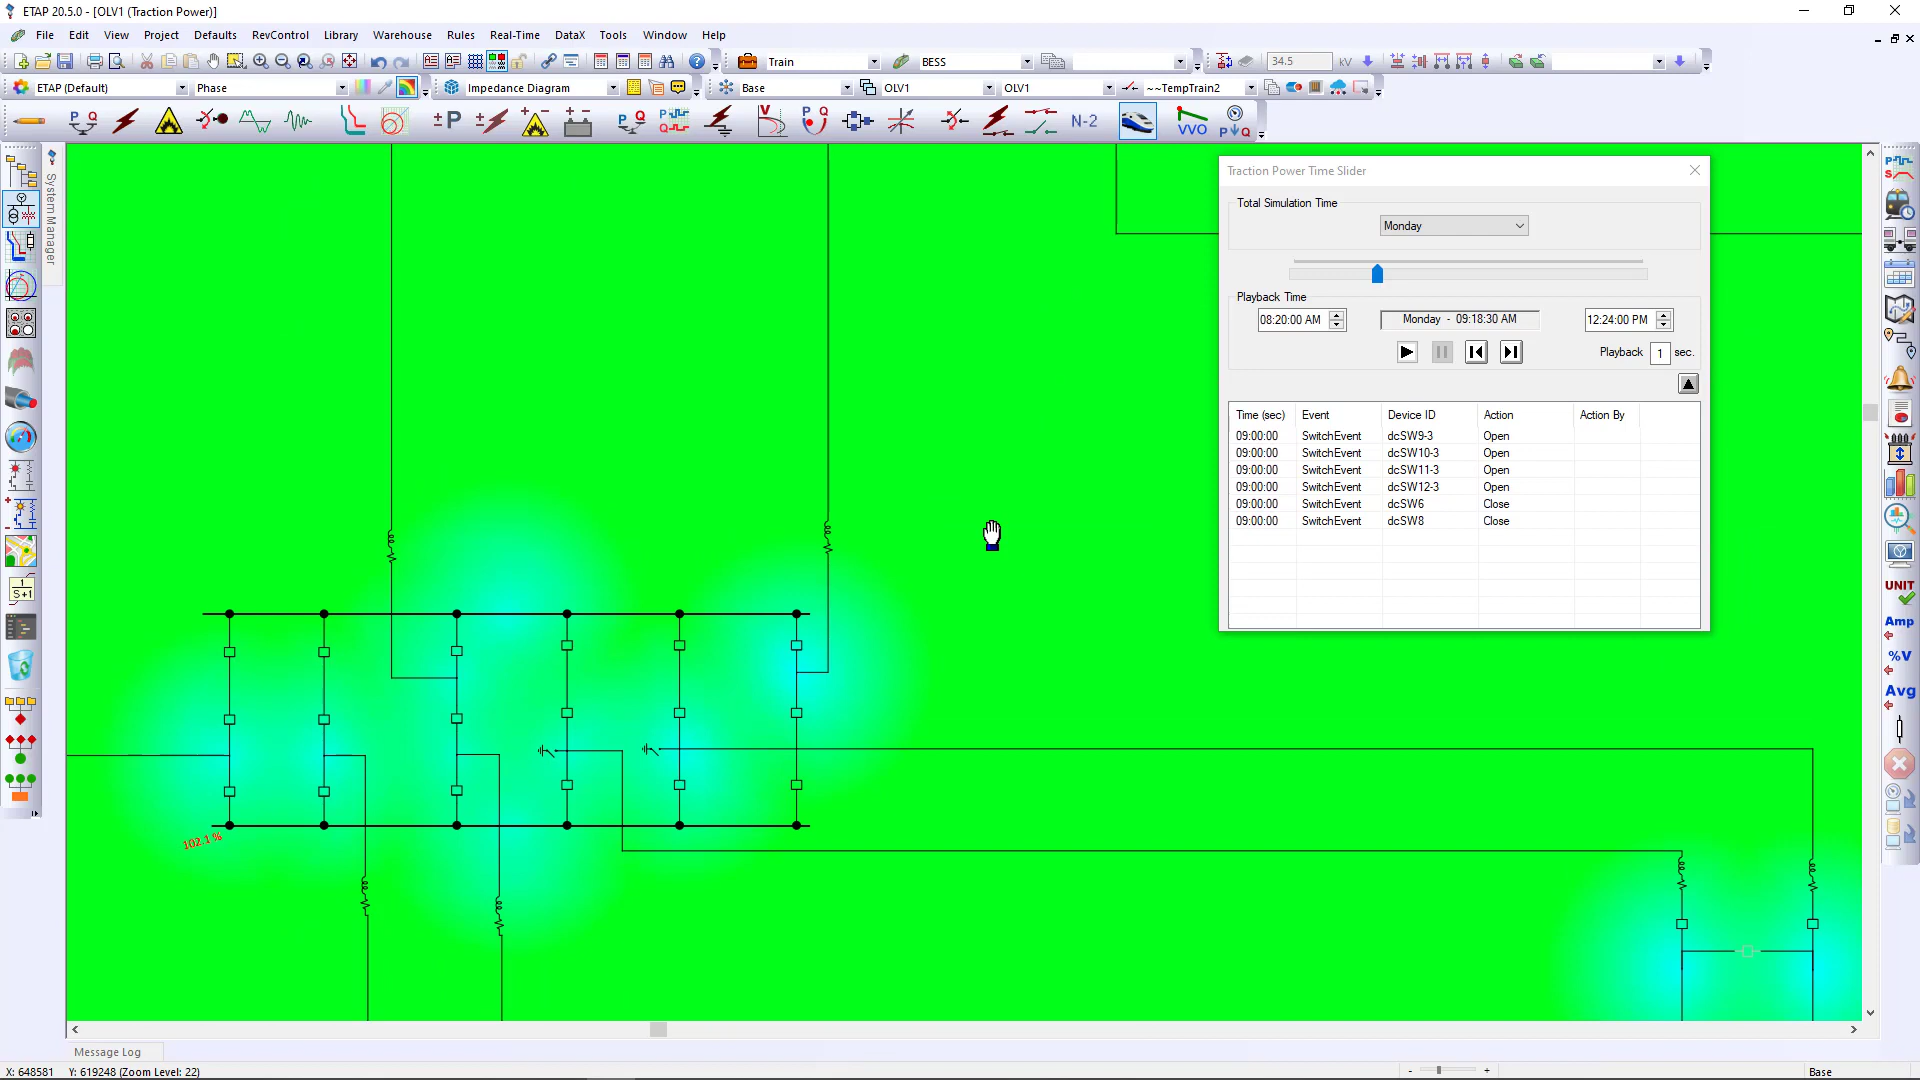 ETAP 20.5.0 - [OLV1 (Traction Power)]
File Edit View Project Defaults RevControl Library Warehouse Rules Real-Time DataX Tools Window Help
Train BESS 34.5 kV
ETAP (Default) Phase Impedance Diagram Base OLV1 OLV1 ~~TempTrain2
N-2 VVO
System Manager
Traction Power Time Slider
Total Simulation Time
Monday
Playback Time
08:20:00 AM Monday - 09:18:30 AM 12:24:00 PM
Playback 1 sec.
Time (sec) Event Device ID Action Action By
09:00:00 SwitchEvent dcSW9-3 Open
09:00:00 SwitchEvent dcSW10-3 Open
09:00:00 SwitchEvent dcSW11-3 Open
09:00:00 SwitchEvent dcSW12-3 Open
09:00:00 SwitchEvent dcSW6 Close
09:00:00 SwitchEvent dcSW8 Close
UNIT
Amp
%V
Avg
102.1 %
Message Log
X: 648581 Y: 619248 (Zoom Level: 22) Base